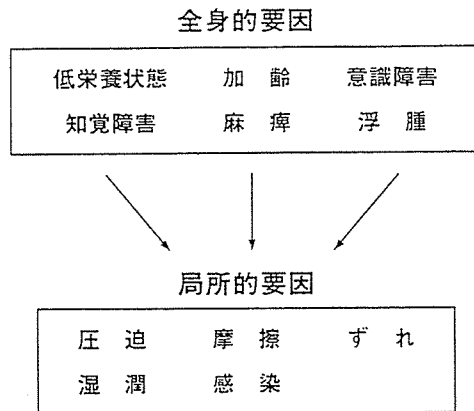 全身的要因
低栄養状態 加齢 意識障害
知覚障害 麻痺 浮腫
局所的要因
圧迫 摩擦 ずれ
湿潤 感染